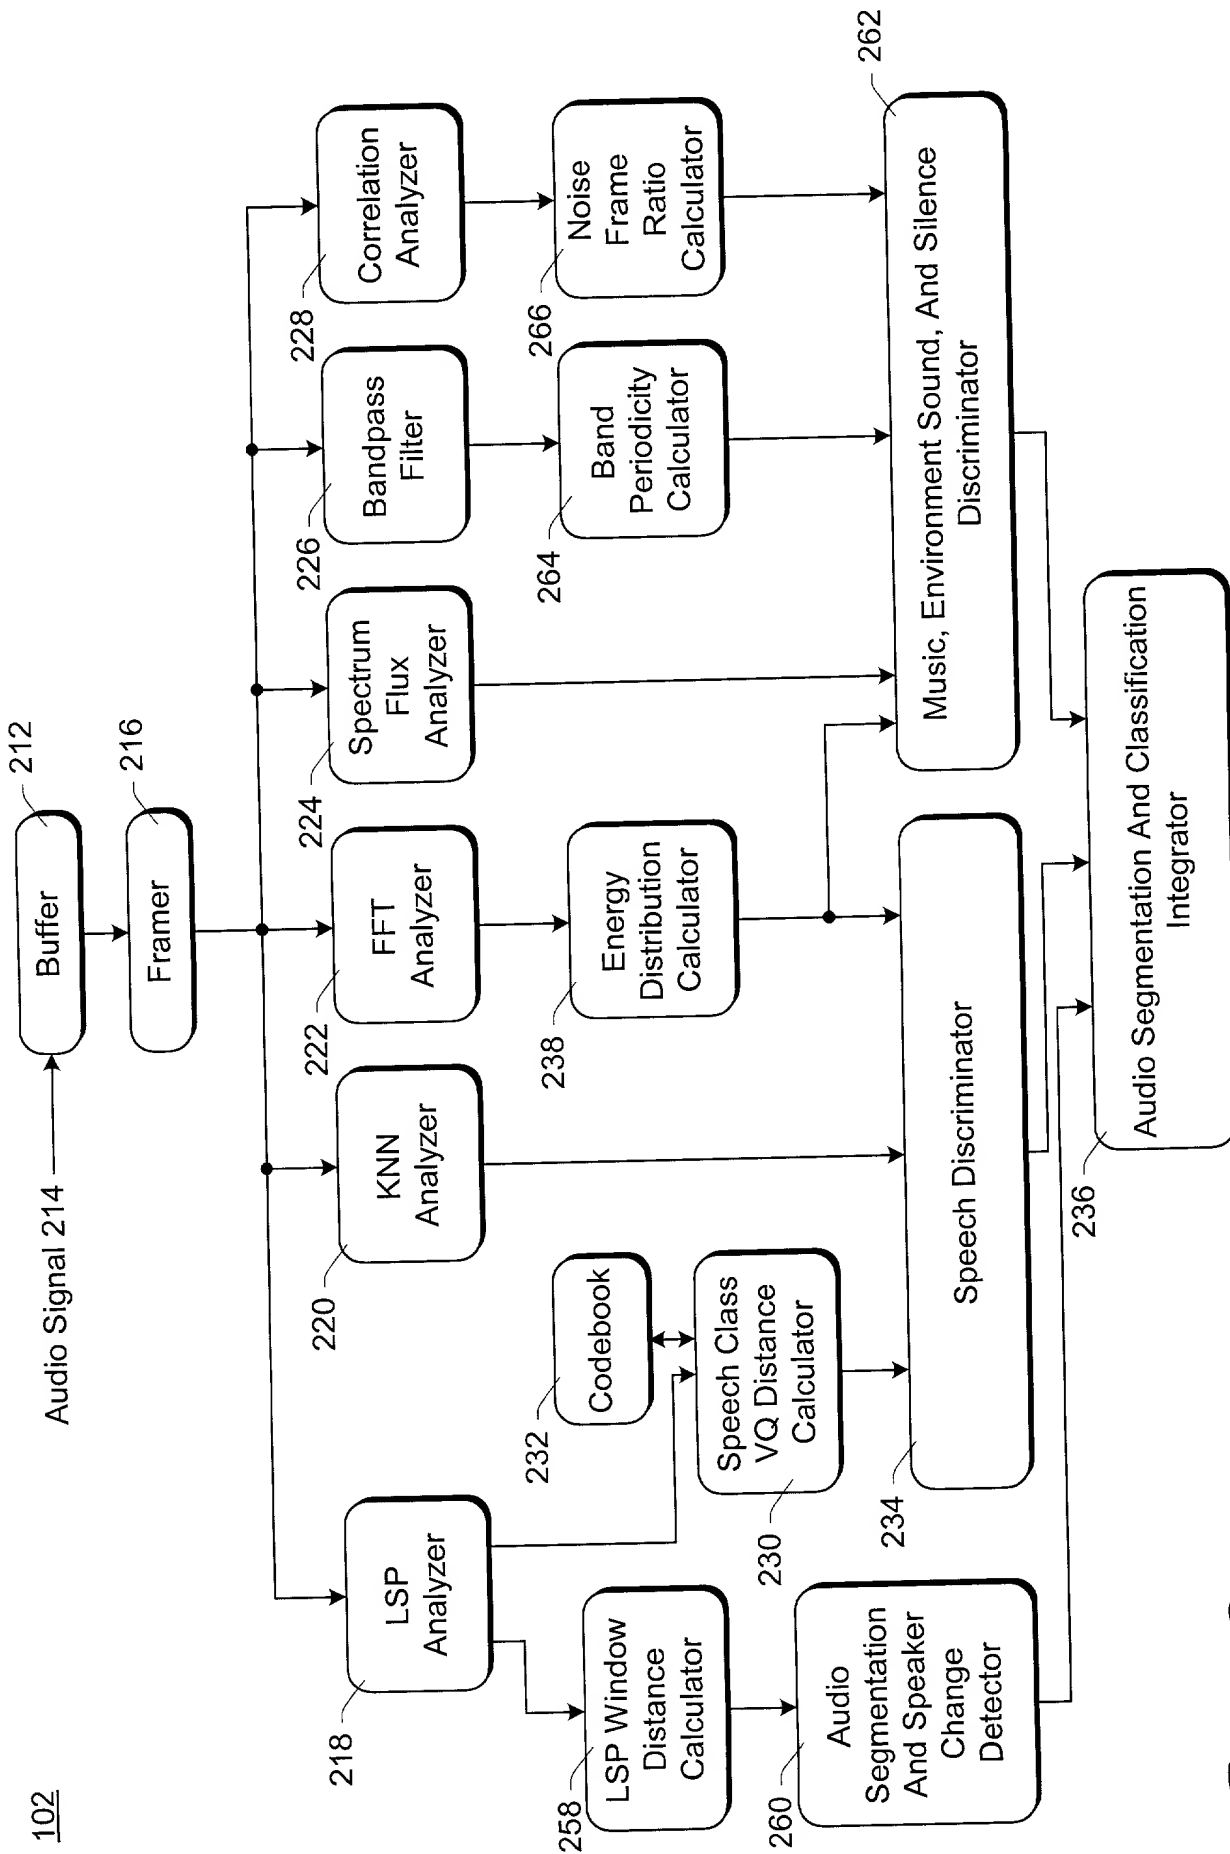 102
Audio Signal 214
Buffer
212
Framer
216
LSP
Analyzer
218
KNN
Analyzer
220
FFT
Analyzer
222
Spectrum
Flux
Analyzer
224
Bandpass
Filter
226
Correlation
Analyzer
228
LSP Window
Distance
Calculator
258
Codebook
232
Speech Class
VQ Distance
Calculator
230
Energy
Distribution
Calculator
238
Band
Periodicity
Calculator
264
Noise
Frame
Ratio
Calculator
266
Audio
Segmentation
And Speaker
Change
Detector
260
Speech Discriminator
234
Music, Environment Sound, And Silence
Discriminator
262
Audio Segmentation And Classification
Integrator
236